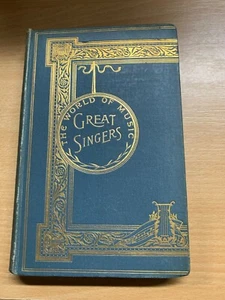 THE WORLD OF MUSIC
GREAT
SINGERS